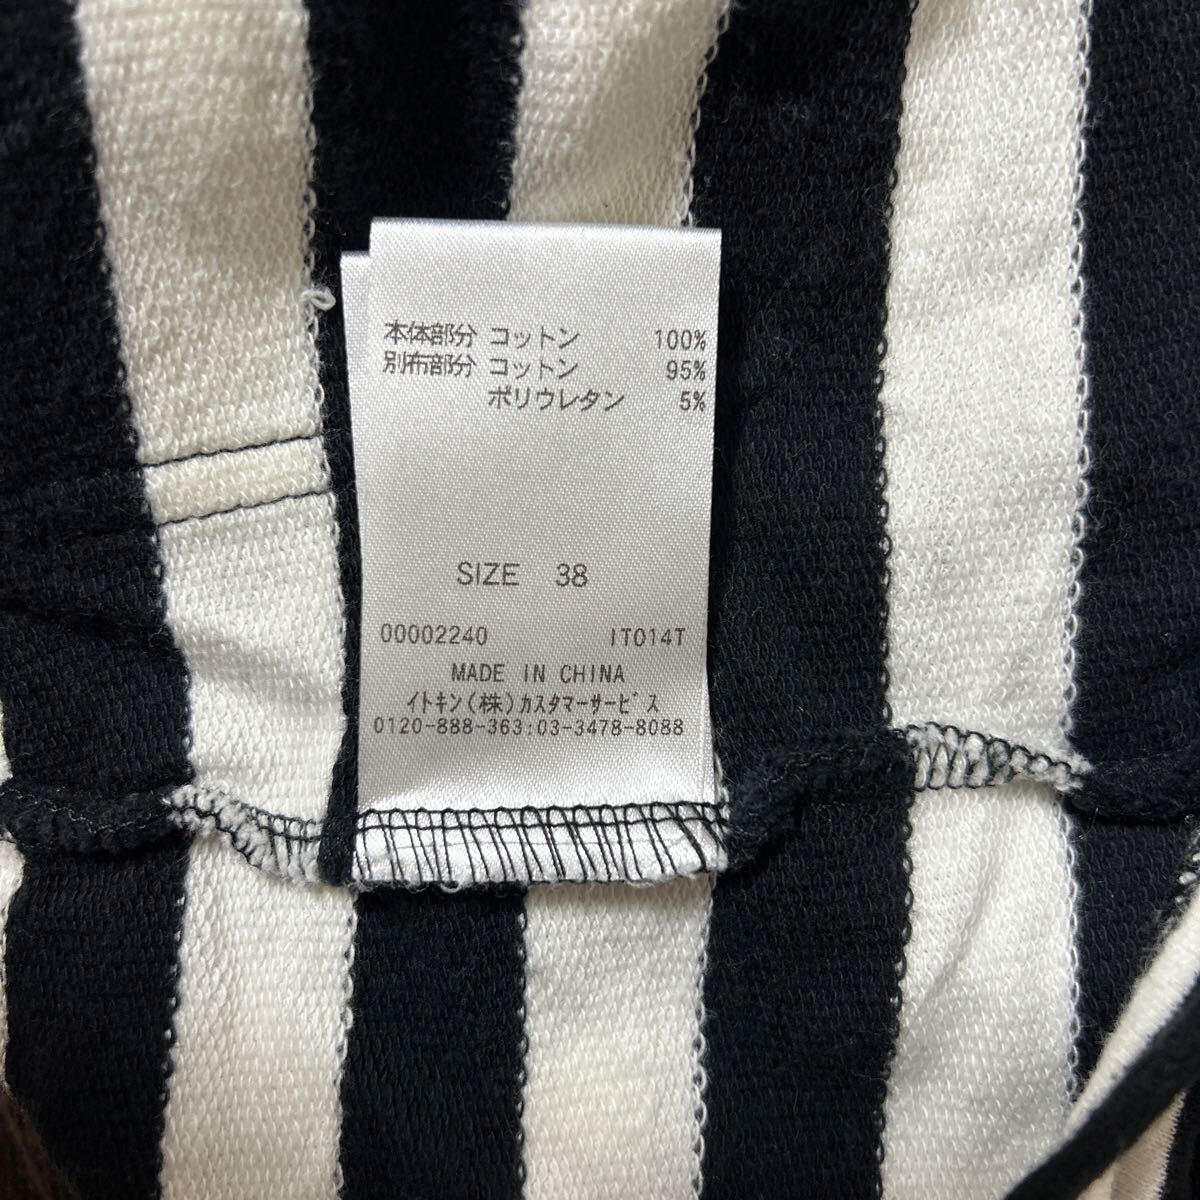 本体部分 コットン 100%
別布部分 コットン 95%
ポリウレタン 5%
SIZE 38
00002240 IT014T
MADE IN CHINA
イトキン(株)カスタマーサービス
0120-888-363:03-3478-8088